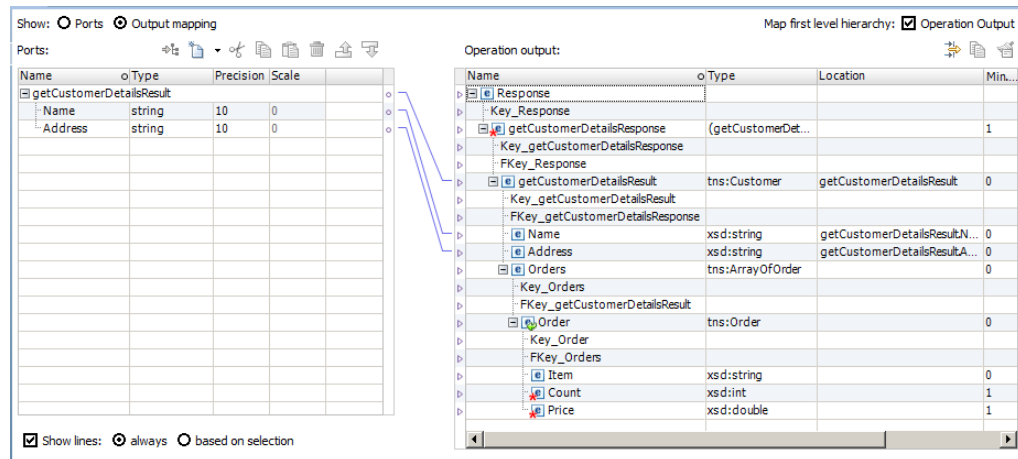 Show: Ports Output mapping Map first level hierarchy: Operation Output
Ports: Operation output:
Name Type Precision Scale Name Type Location Min...
getCustomerDetailsResult Response
Name string 10 0 Key_Response
Address string 10 0 getCustomerDetailsResponse (getCustomerDet... 1
Key_getCustomerDetailsResponse
FKey_Response
getCustomerDetailsResult tns:Customer getCustomerDetailsResult 0
Key_getCustomerDetailsResult
FKey_getCustomerDetailsResponse
Name xsd:string getCustomerDetailsResult.N... 0
Address xsd:string getCustomerDetailsResult.A... 0
Orders tns:ArrayOfOrder 0
Key_Orders
FKey_getCustomerDetailsResult
Order tns:Order 0
Key_Order
FKey_Orders
Item xsd:string 0
Count xsd:int 1
Price xsd:double 1
Show lines: always based on selection